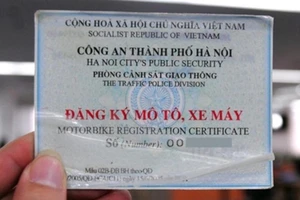 CỘNG HOÀ XÃ HỘI CHỦ NGHĨA VIỆT NAM
SOCIALIST REPUBLIC OF VIETNAM
CÔNG AN THÀNH PHỐ HÀ NỘI
HA NOI CITY'S PUBLIC SECURITY
PHÒNG CẢNH SÁT GIAO THÔNG
THE TRAFFIC POLICE DIVISION
ĐĂNG KÝ MÔ TÔ, XE MÁY
MOTORBIKE REGISTRATION CERTIFICATE
Số (Number): 00